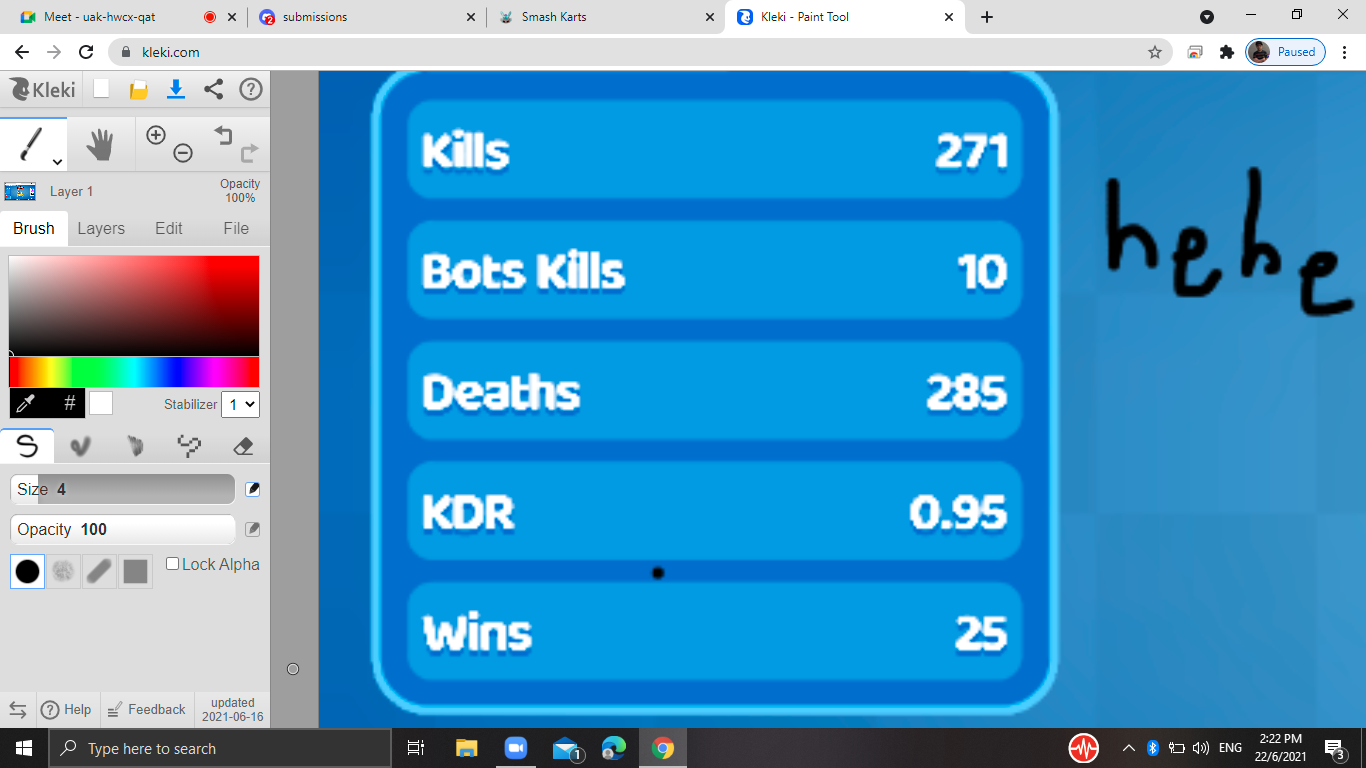 Meet - uak-hwcx-qat
2 submissions
Smash Karts
Kleki - Paint Tool
kleki.com
Paused
Kleki
?
Layer 1
Opacity
100%
Brush Layers Edit File
#
Stabilizer 1
Size 4
Opacity 100
Lock Alpha
Kills 271
Bots Kills 10
Deaths 285
KDR 0.95
Wins 25
hehe
? Help
Feedback
updated
2021-06-16
Type here to search
1
ENG
2:22 PM
22/6/2021
3